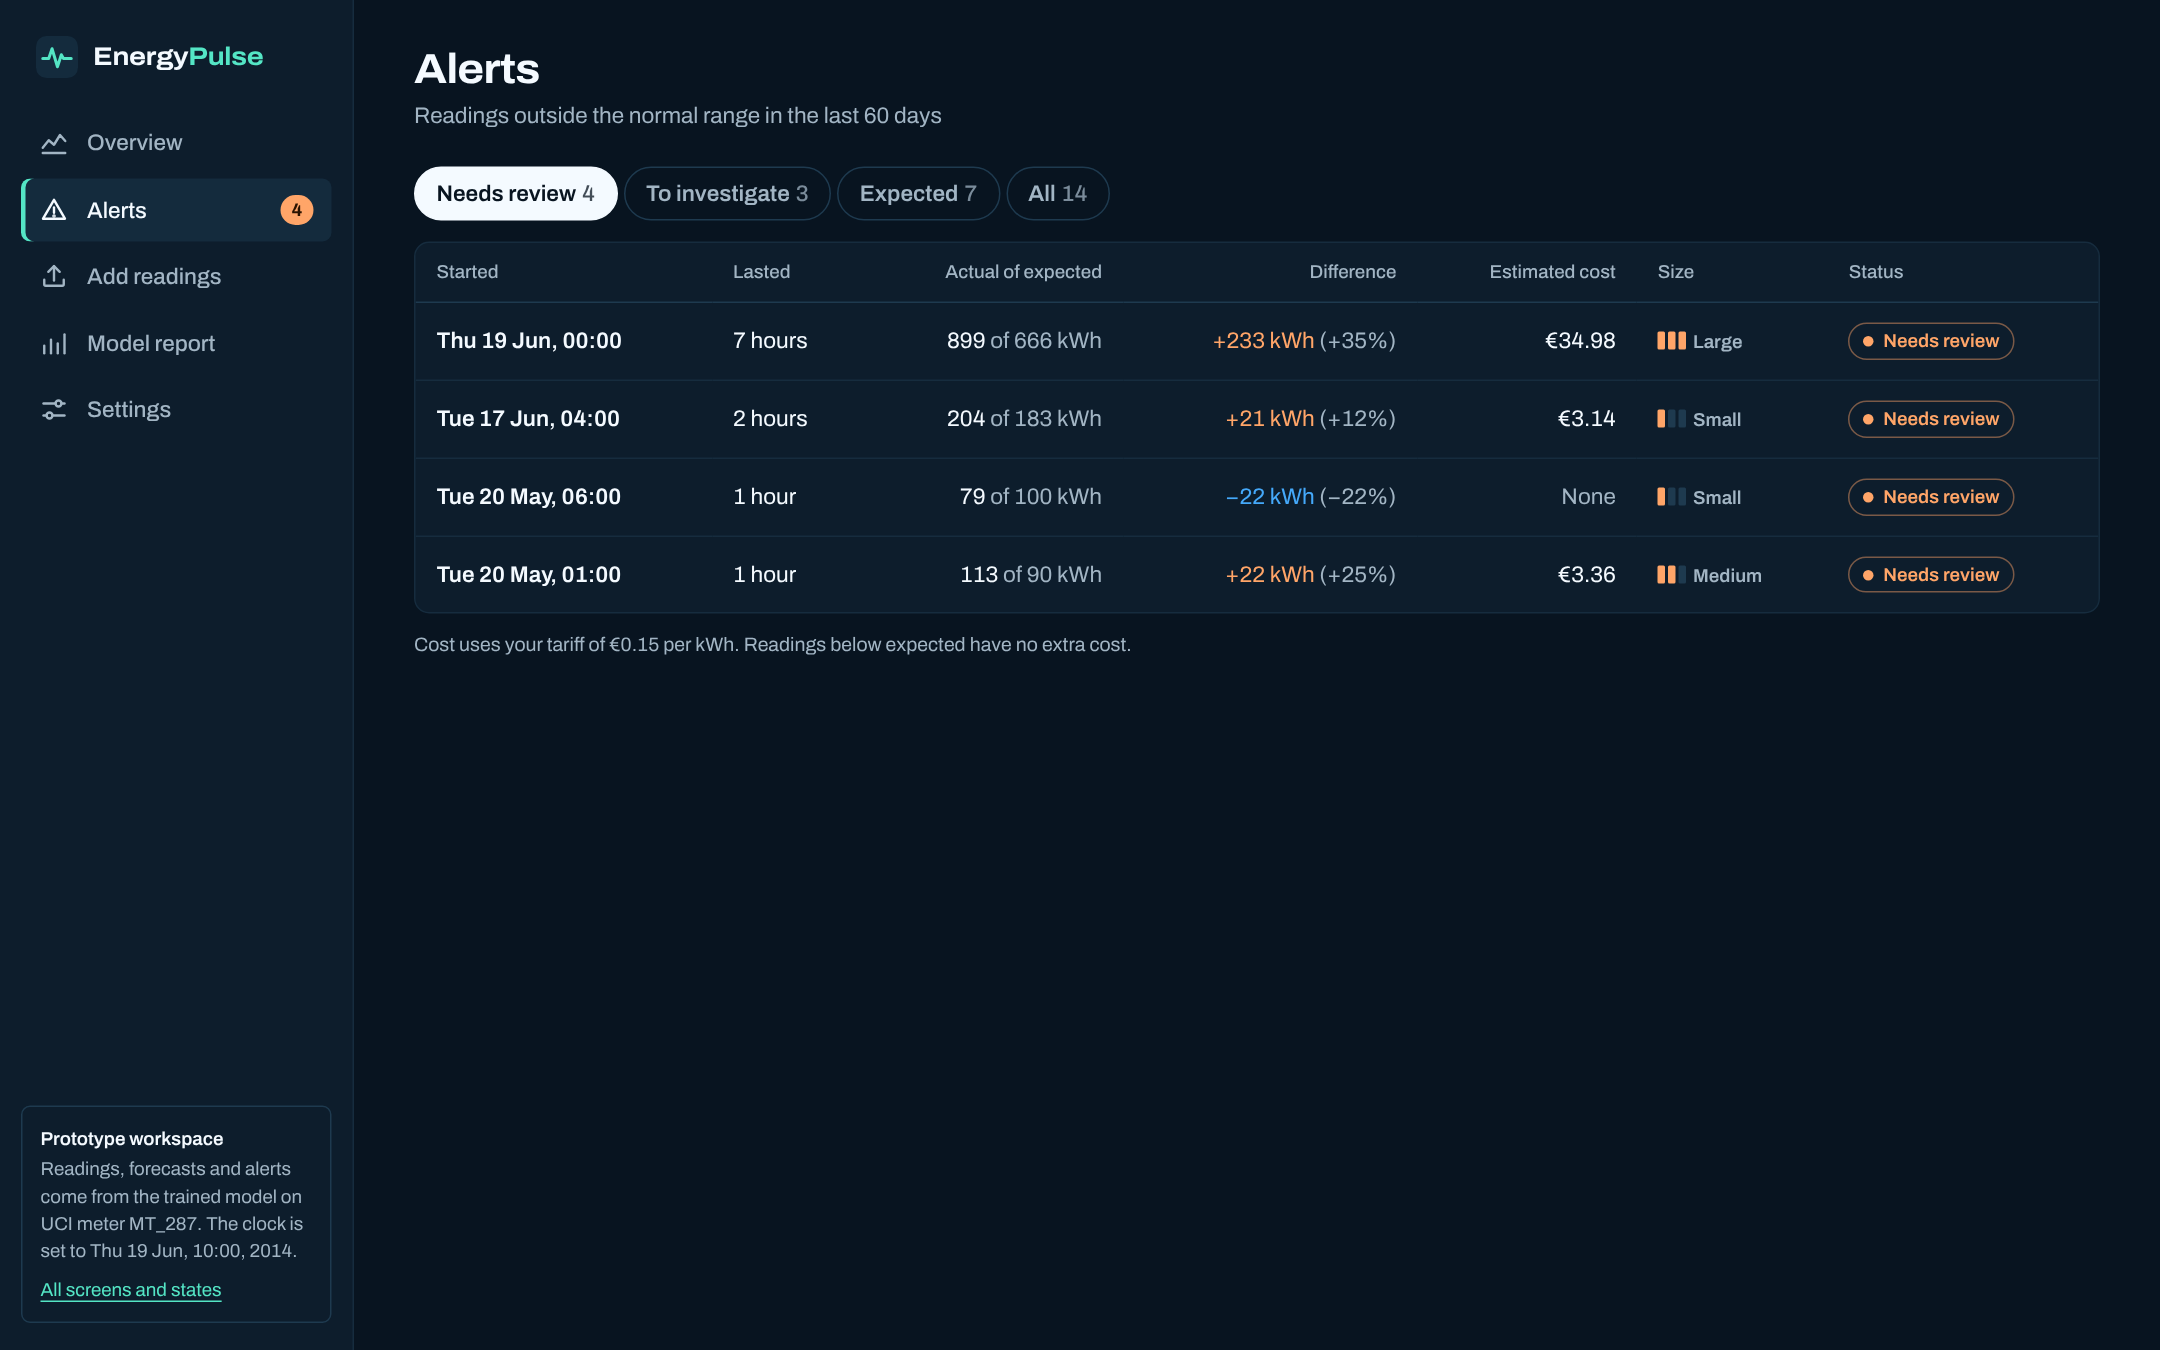 EnergyPulse
Overview
Alerts 4
Add readings
Model report
Settings
Prototype workspace
Readings, forecasts and alerts
come from the trained model on
UCI meter MT_287. The clock is
set to Thu 19 Jun, 10:00, 2014.
All screens and states
Alerts
Readings outside the normal range in the last 60 days
Needs review 4 To investigate 3 Expected 7 All 14
Started Lasted Actual of expected Difference Estimated cost Size Status
Thu 19 Jun, 00:00 7 hours 899 of 666 kWh +233 kWh (+35%) €34.98 Large Needs review
Tue 17 Jun, 04:00 2 hours 204 of 183 kWh +21 kWh (+12%) €3.14 Small Needs review
Tue 20 May, 06:00 1 hour 79 of 100 kWh −22 kWh (−22%) None Small Needs review
Tue 20 May, 01:00 1 hour 113 of 90 kWh +22 kWh (+25%) €3.36 Medium Needs review
Cost uses your tariff of €0.15 per kWh. Readings below expected have no extra cost.